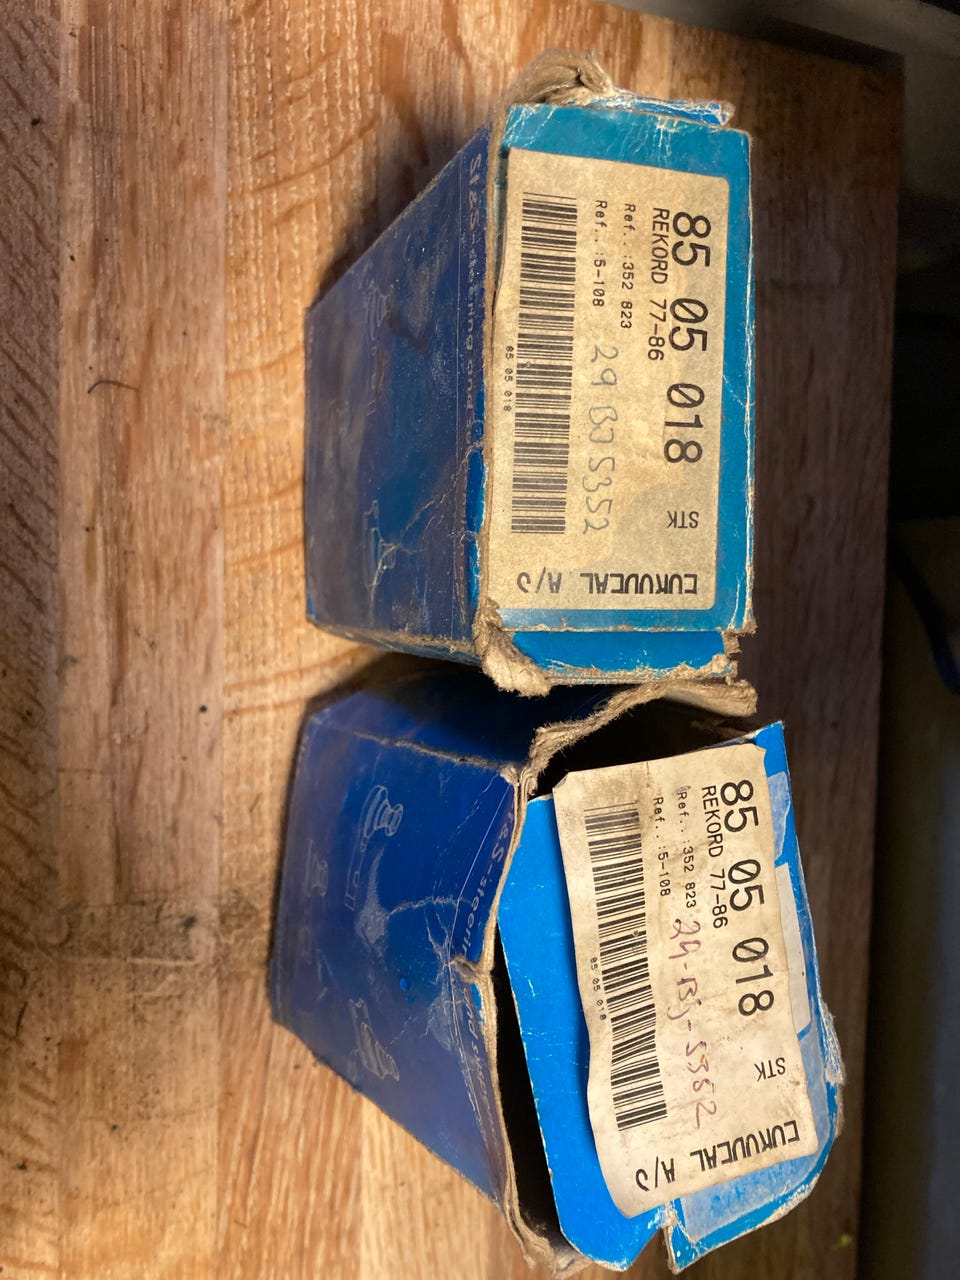 85 05 018 STK
REKORD 77-86
Ref.:352 823
Ref.:5-108 29 BJ 5352
85 05 018
steering and
85 05 018 STK
REKORD 77-86
Ref.:352 823 29-BJ-5352
Ref.:5-108
85 05 018